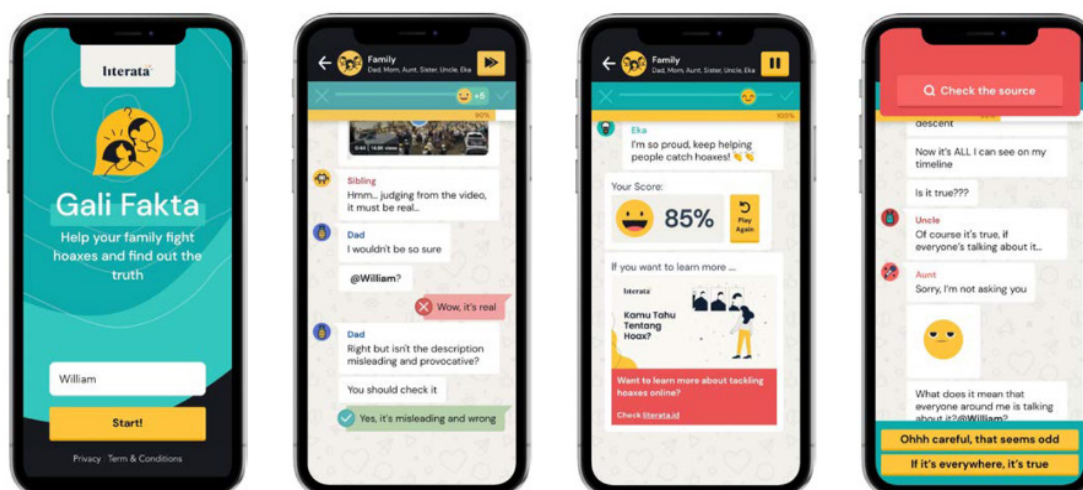 literata
Gali Fakta
Help your family fight
hoaxes and find out the
truth
William
Start!
Privacy Term & Conditions
Family
Dad, Mom, Aunt, Sister, Uncle, Eka
+5
90%
Sibling
Hmm... judging from the video,
it must be real...
Dad
I wouldn't be so sure
@William?
Wow, it's real
Dad
Right but isn't the description
misleading and provocative?
You should check it
Yes, it's misleading and wrong
Family
Dad, Mom, Aunt, Sister, Uncle, Eka
100%
Eka
I'm so proud, keep helping
people catch hoaxes!
Your Score:
85%
Play
Again
If you want to learn more ....
literata
Kamu Tahu
Tentang
Hoax?
Want to learn more about tackling
hoaxes online?
Check literata.id
Check the source
descent
Now it's ALL I can see on my
timeline
Is it true???
Uncle
Of course it's true, if
everyone's talking about it...
Aunt
Sorry, I'm not asking you
What does it mean that
everyone around me is talking
about it?@William?
Ohhh careful, that seems odd
If it's everywhere, it's true